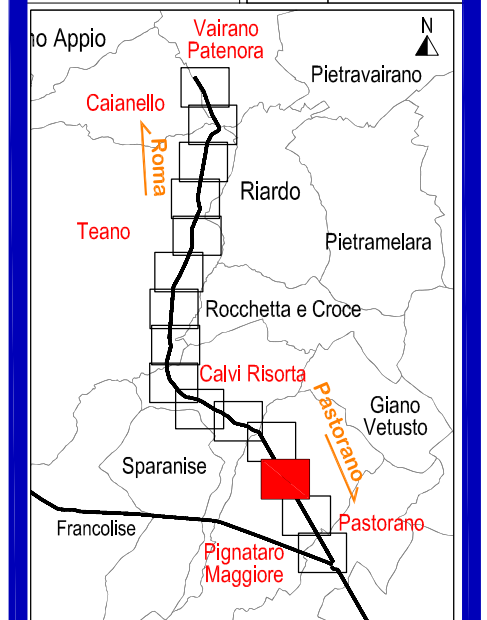 Vairano
Patenora
no Appio
N
Pietravairano
Caianello
Roma
Riardo
Teano
Pietramelara
Rocchetta e Croce
Calvi Risorta
Pastorano
Giano
Vetusto
Sparanise
Francolise
Pastorano
Pignataro
Maggiore